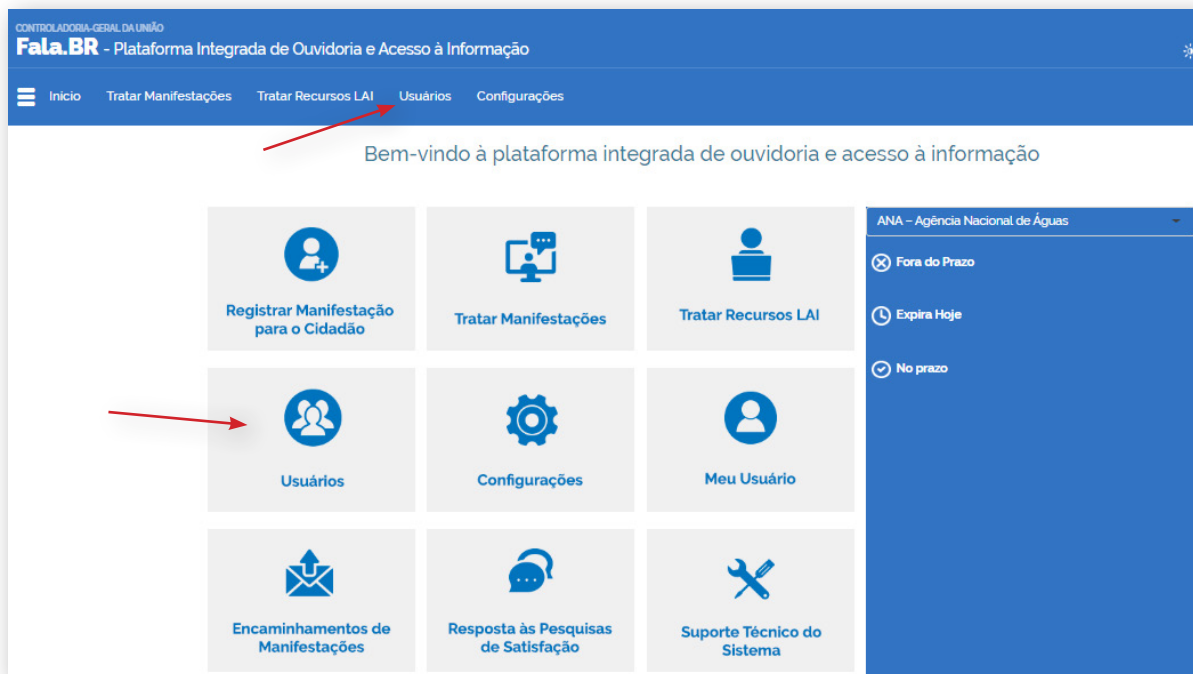 CONTROLADORIA-GERAL DA UNIÃO
Fala.BR - Plataforma Integrada de Ouvidoria e Acesso à Informação
Início Tratar Manifestações Tratar Recursos LAI Usuários Configurações
Bem-vindo à plataforma integrada de ouvidoria e acesso à informação
Registrar Manifestação
para o Cidadão
Tratar Manifestações
Tratar Recursos LAI
Usuários
Configurações
Meu Usuário
Encaminhamentos de
Manifestações
Resposta às Pesquisas
de Satisfação
Suporte Técnico do
Sistema
ANA – Agência Nacional de Águas
Fora do Prazo
Expira Hoje
No prazo